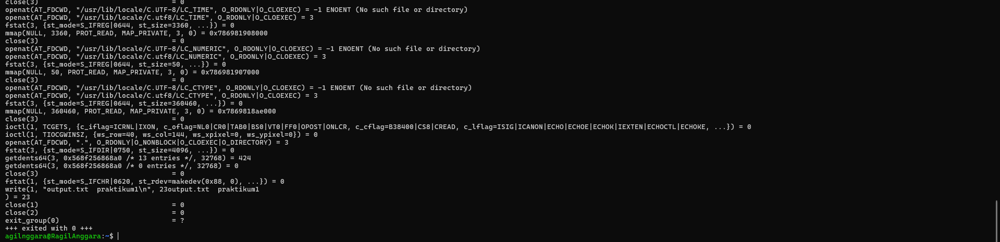 close(3)                                = 0
openat(AT_FDCWD, "/usr/lib/locale/C.UTF-8/LC_TIME", O_RDONLY|O_CLOEXEC) = -1 ENOENT (No such file or directory)
openat(AT_FDCWD, "/usr/lib/locale/C.utf8/LC_TIME", O_RDONLY|O_CLOEXEC) = 3
fstat(3, {st_mode=S_IFREG|0644, st_size=3360, ...}) = 0
mmap(NULL, 3360, PROT_READ, MAP_PRIVATE, 3, 0) = 0x786981908000
close(3)                                = 0
openat(AT_FDCWD, "/usr/lib/locale/C.UTF-8/LC_NUMERIC", O_RDONLY|O_CLOEXEC) = -1 ENOENT (No such file or directory)
openat(AT_FDCWD, "/usr/lib/locale/C.utf8/LC_NUMERIC", O_RDONLY|O_CLOEXEC) = 3
fstat(3, {st_mode=S_IFREG|0644, st_size=50, ...}) = 0
mmap(NULL, 50, PROT_READ, MAP_PRIVATE, 3, 0) = 0x786981907000
close(3)                                = 0
openat(AT_FDCWD, "/usr/lib/locale/C.UTF-8/LC_CTYPE", O_RDONLY|O_CLOEXEC) = -1 ENOENT (No such file or directory)
openat(AT_FDCWD, "/usr/lib/locale/C.utf8/LC_CTYPE", O_RDONLY|O_CLOEXEC) = 3
fstat(3, {st_mode=S_IFREG|0644, st_size=360460, ...}) = 0
mmap(NULL, 360460, PROT_READ, MAP_PRIVATE, 3, 0) = 0x7869818ae000
close(3)                                = 0
ioctl(1, TCGETS, {c_iflag=ICRNL|IXON, c_oflag=NL0|CR0|TAB0|BS0|VT0|FF0|OPOST|ONLCR, c_cflag=B38400|CS8|CREAD, c_lflag=ISIG|ICANON|ECHO|ECHOE|ECHOK|IEXTEN|ECHOCTL|ECHOKE, ...}) = 0
ioctl(1, TIOCGWINSZ, {ws_row=40, ws_col=144, ws_xpixel=0, ws_ypixel=0}) = 0
openat(AT_FDCWD, ".", O_RDONLY|O_NONBLOCK|O_CLOEXEC|O_DIRECTORY) = 3
fstat(3, {st_mode=S_IFDIR|0750, st_size=4096, ...}) = 0
getdents64(3, 0x568f256868a0 /* 13 entries */, 32768) = 424
getdents64(3, 0x568f256868a0 /* 0 entries */, 32768) = 0
close(3)                                = 0
fstat(1, {st_mode=S_IFCHR|0620, st_rdev=makedev(0x88, 0), ...}) = 0
write(1, "output.txt  praktikum1\n", 23output.txt  praktikum1
) = 23
close(1)                                = 0
close(2)                                = 0
exit_group(0)                           = ?
+++ exited with 0 +++
agilnggara@RagilAnggara:~$